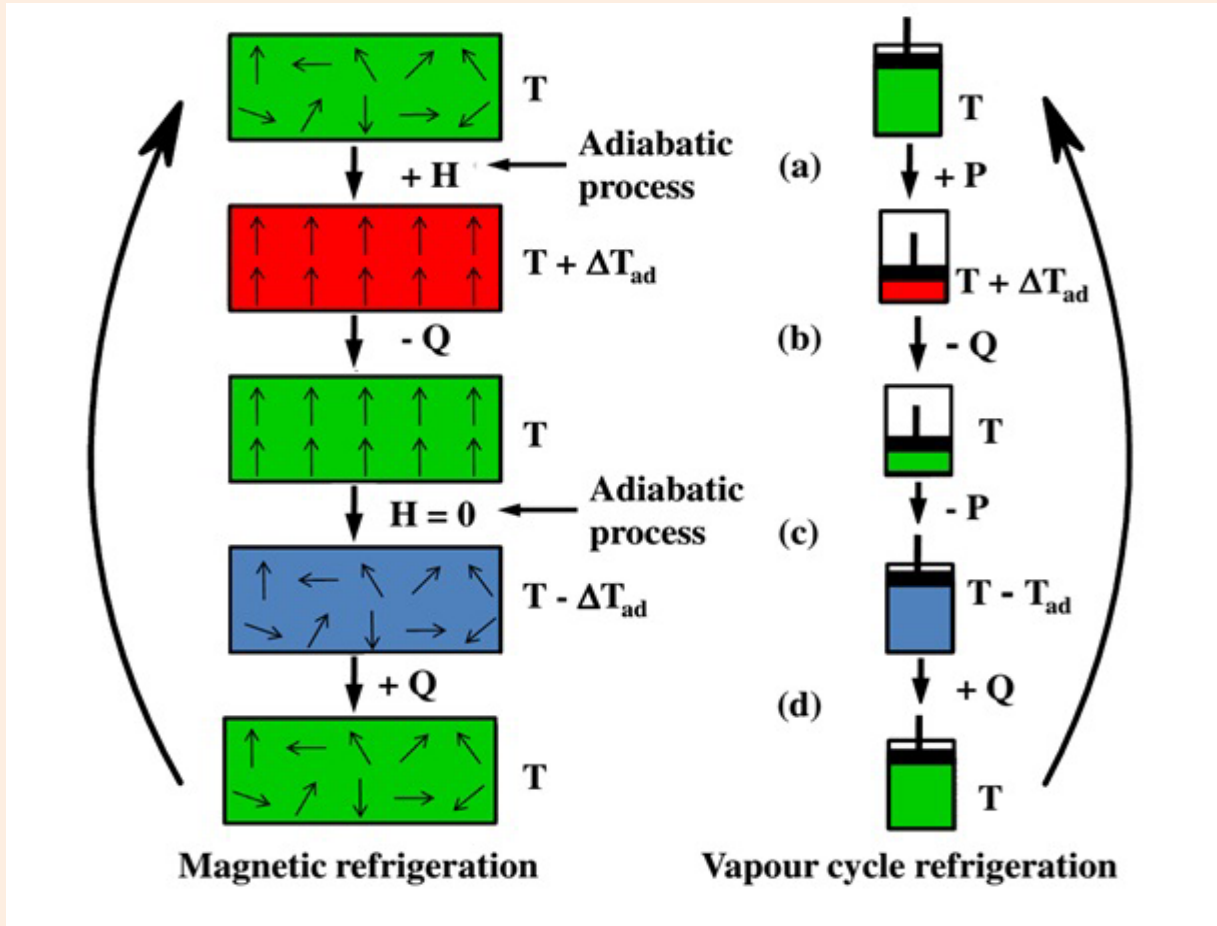 T
+ H
Adiabatic
process
T + ΔTad
- Q
T
H = 0
Adiabatic
process
T - ΔTad
+ Q
T
Magnetic refrigeration
(a)
(b)
(c)
(d)
T
+ P
T + ΔTad
- Q
T
- P
T - Tad
+ Q
T
Vapour cycle refrigeration